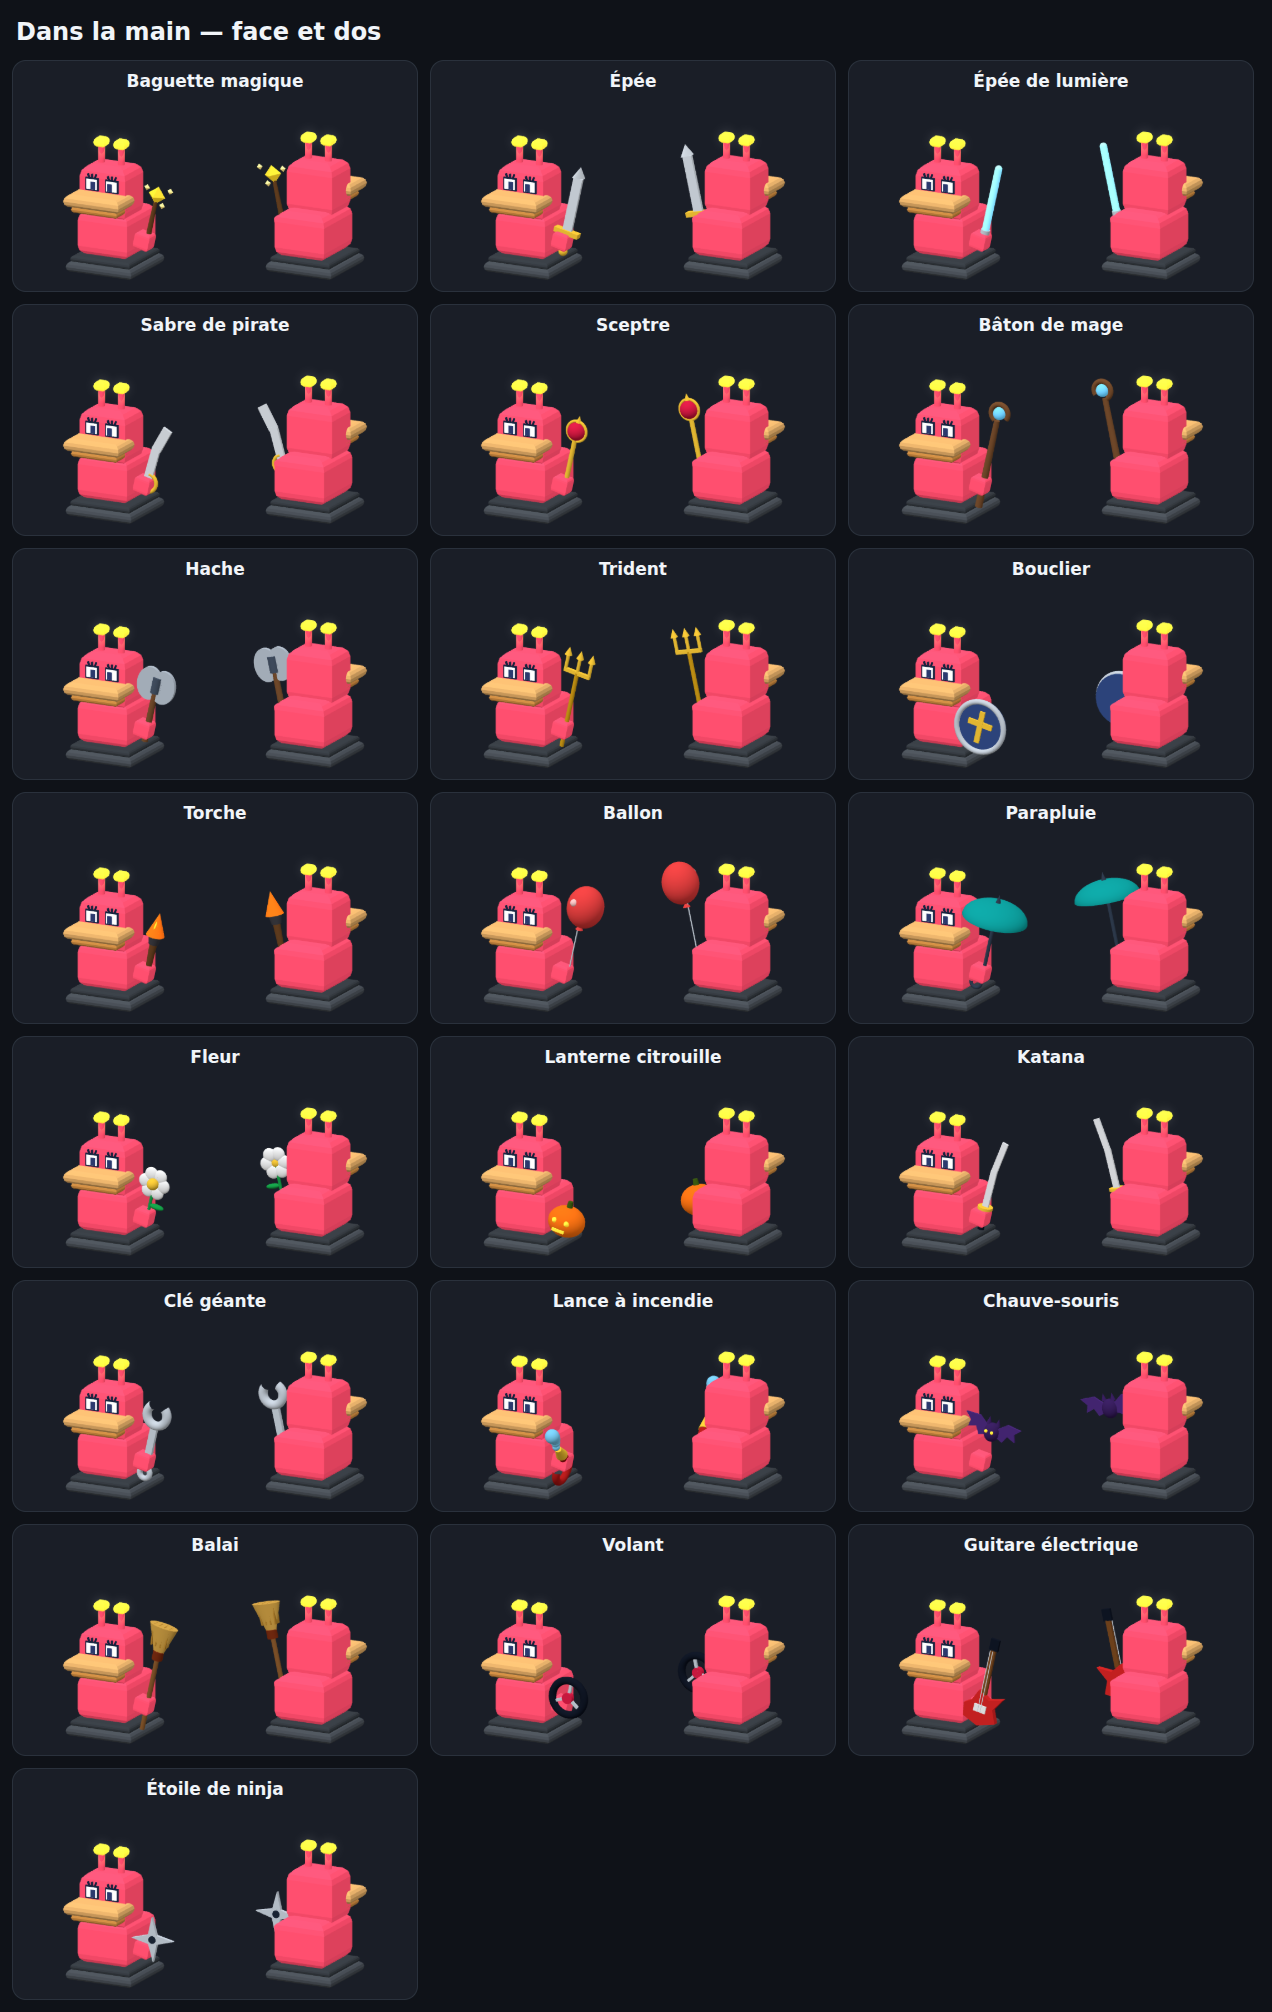 Dans la main — face et dos
Baguette magique
Épée
Épée de lumière
Sabre de pirate
Sceptre
Bâton de mage
Hache
Trident
Bouclier
Torche
Ballon
Parapluie
Fleur
Lanterne citrouille
Katana
Clé géante
Lance à incendie
Chauve-souris
Balai
Volant
Guitare électrique
Étoile de ninja